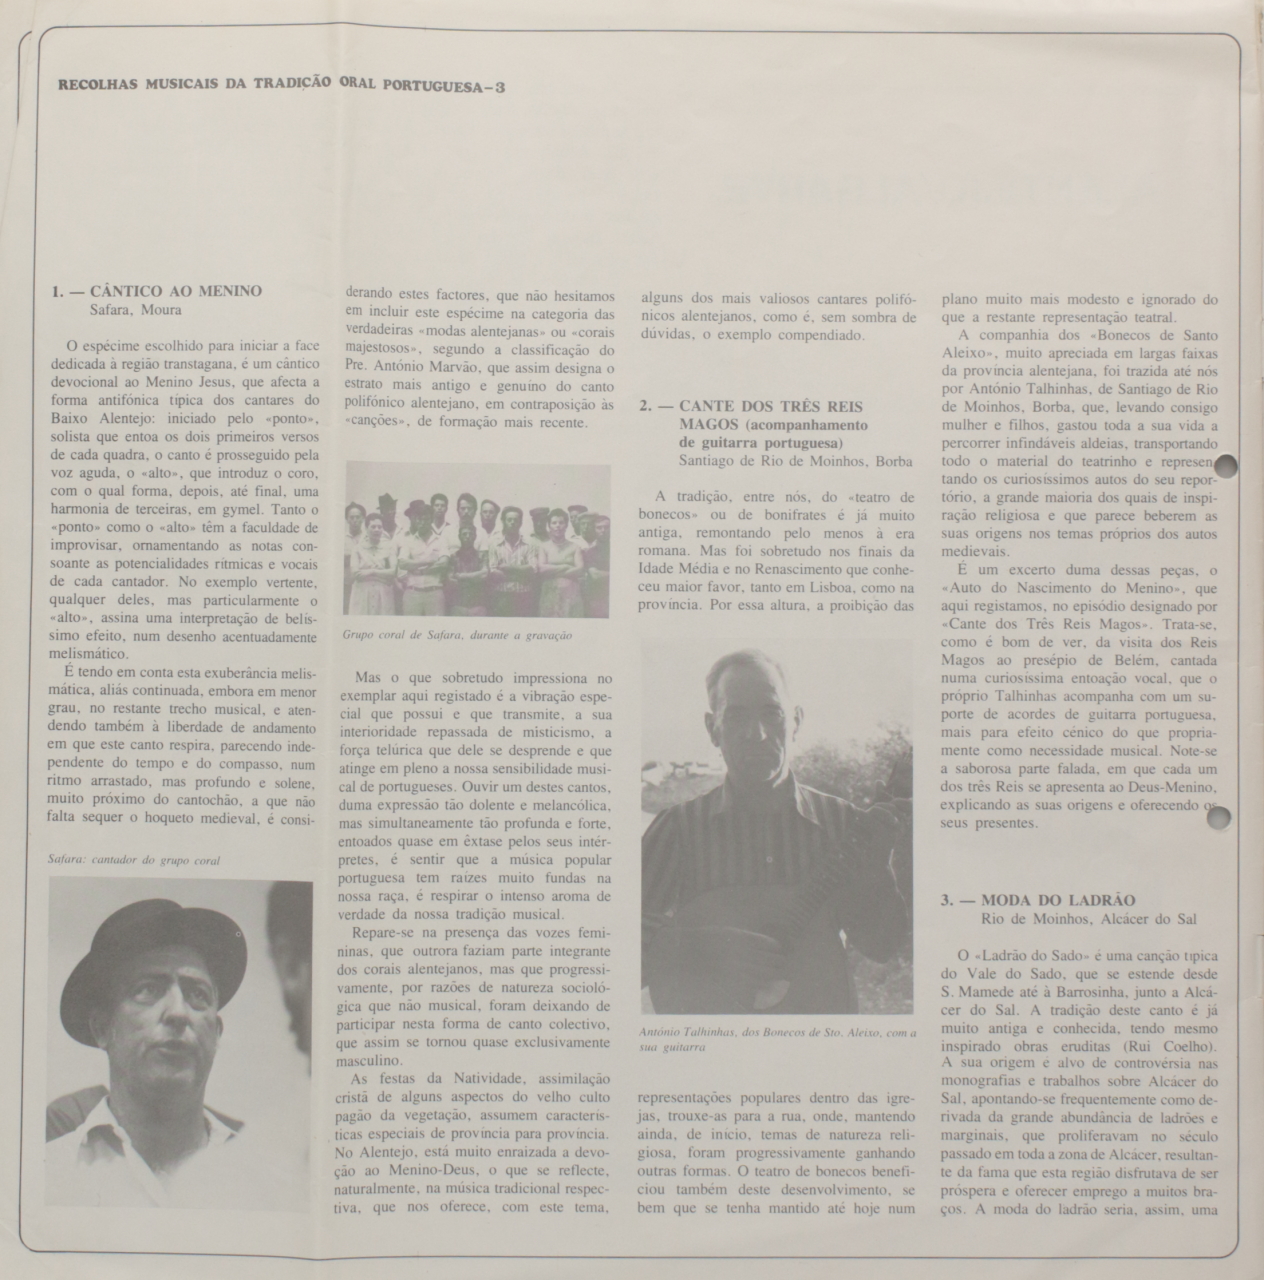 RECOLHAS MUSICAIS DA TRADIÇÃO ORAL PORTUGUESA-3
1. — CÂNTICO AO MENINO
Safara, Moura
O espécime escolhido para iniciar a face
dedicada à região transtagana, é um cântico
devocional ao Menino Jesus, que afecta a
forma antifónica típica dos cantares do
Baixo Alentejo: iniciado pelo «ponto»,
solista que entoa os dois primeiros versos
de cada quadra, o canto é prosseguido pela
voz aguda, o «alto», que introduz o coro,
com o qual forma, depois, até final, uma
harmonia de terceiras, em gymel. Tanto o
«ponto» como o «alto» têm a faculdade de
improvisar, ornamentando as notas con-
soante as potencialidades rítmicas e vocais
de cada cantador. No exemplo vertente,
qualquer deles, mas particularmente o
«alto», assina uma interpretação de belís-
simo efeito, num desenho acentuadamente
melismático.
É tendo em conta esta exuberância melis-
mática, aliás continuada, embora em menor
grau, no restante trecho musical, e aten-
dendo também à liberdade de andamento
em que este canto respira, parecendo inde-
pendente do tempo e do compasso, num
ritmo arrastado, mas profundo e solene,
muito próximo do cantochão, a que não
falta sequer o hoqueto medieval, é consi-
Safara: cantador do grupo coral
derando estes factores, que não hesitamos
em incluir este espécime na categoria das
verdadeiras «modas alentejanas» ou «corais
majestosos», segundo a classificação do
Pre. António Marvão, que assim designa o
estrato mais antigo e genuíno do canto
polifónico alentejano, em contraposição às
«canções», de formação mais recente.
Grupo coral de Safara, durante a gravação
Mas o que sobretudo impressiona no
exemplar aqui registado é a vibração espe-
cial que possui e que transmite, a sua
interioridade repassada de misticismo, a
força telúrica que dele se desprende e que
atinge em pleno a nossa sensibilidade musi-
cal de portugueses. Ouvir um destes cantos,
duma expressão tão dolente e melancólica,
mas simultaneamente tão profunda e forte,
entoados quase em êxtase pelos seus intér-
pretes, é sentir que a música popular
portuguesa tem raízes muito fundas na
nossa raça, é respirar o intenso aroma de
verdade da nossa tradição musical.
Repare-se na presença das vozes femi-
ninas, que outrora faziam parte integrante
dos corais alentejanos, mas que progressi-
vamente, por razões de natureza socioló-
gica que não musical, foram deixando de
participar nesta forma de canto colectivo,
que assim se tornou quase exclusivamente
masculino.
As festas da Natividade, assimilação
cristã de alguns aspectos do velho culto
pagão da vegetação, assumem caracterís-
ticas especiais de província para província.
No Alentejo, está muito enraizada a devo-
ção ao Menino-Deus, o que se reflecte,
naturalmente, na música tradicional respec-
tiva, que nos oferece, com este tema,
alguns dos mais valiosos cantares polifó-
nicos alentejanos, como é, sem sombra de
dúvidas, o exemplo compendiado.
2. — CANTE DOS TRÊS REIS
MAGOS (acompanhamento
de guitarra portuguesa)
Santiago de Rio de Moinhos, Borba
A tradição, entre nós, do «teatro de
bonecos» ou de bonifrates é já muito
antiga, remontando pelo menos à era
romana. Mas foi sobretudo nos finais da
Idade Média e no Renascimento que conhe-
ceu maior favor, tanto em Lisboa, como na
província. Por essa altura, a proibição das
António Talhinhas, dos Bonecos de Sto. Aleixo, com a
sua guitarra
representações populares dentro das igre-
jas, trouxe-as para a rua, onde, mantendo
ainda, de início, temas de natureza reli-
giosa, foram progressivamente ganhando
outras formas. O teatro de bonecos benefi-
ciou também deste desenvolvimento, se
bem que se tenha mantido até hoje num
plano muito mais modesto e ignorado do
que a restante representação teatral.
A companhia dos «Bonecos de Santo
Aleixo», muito apreciada em largas faixas
da província alentejana, foi trazida até nós
por António Talhinhas, de Santiago de Rio
de Moinhos, Borba, que, levando consigo
mulher e filhos, gastou toda a sua vida a
percorrer infindáveis aldeias, transportando
todo o material do teatrinho e represen-
tando os curiosíssimos autos do seu repor-
tório, a grande maioria dos quais de inspi-
ração religiosa e que parece beberem as
suas origens nos temas próprios dos autos
medievais.
É um excerto duma dessas peças, o
«Auto do Nascimento do Menino», que
aqui registamos, no episódio designado por
«Cante dos Três Reis Magos». Trata-se,
como é bom de ver, da visita dos Reis
Magos ao presépio de Belém, cantada
numa curiosíssima entoação vocal, que o
próprio Talhinhas acompanha com um su-
porte de acordes de guitarra portuguesa,
mais para efeito cénico do que propria-
mente como necessidade musical. Note-se
a saborosa parte falada, em que cada um
dos três Reis se apresenta ao Deus-Menino,
explicando as suas origens e oferecendo os
seus presentes.
3. — MODA DO LADRÃO
Rio de Moinhos, Alcácer do Sal
O «Ladrão do Sado» é uma canção típica
do Vale do Sado, que se estende desde
S. Mamede até à Barrosinha, junto a Alcá-
cer do Sal. A tradição deste canto é já
muito antiga e conhecida, tendo mesmo
inspirado obras eruditas (Rui Coelho).
A sua origem é alvo de controvérsia nas
monografias e trabalhos sobre Alcácer do
Sal, apontando-se frequentemente como de-
rivada da grande abundância de ladrões e
marginais, que proliferavam no século
passado em toda a zona de Alcácer, resultan-
te da fama que esta região disfrutava de ser
próspera e oferecer emprego a muitos bra-
ços. A moda do ladrão seria, assim, uma